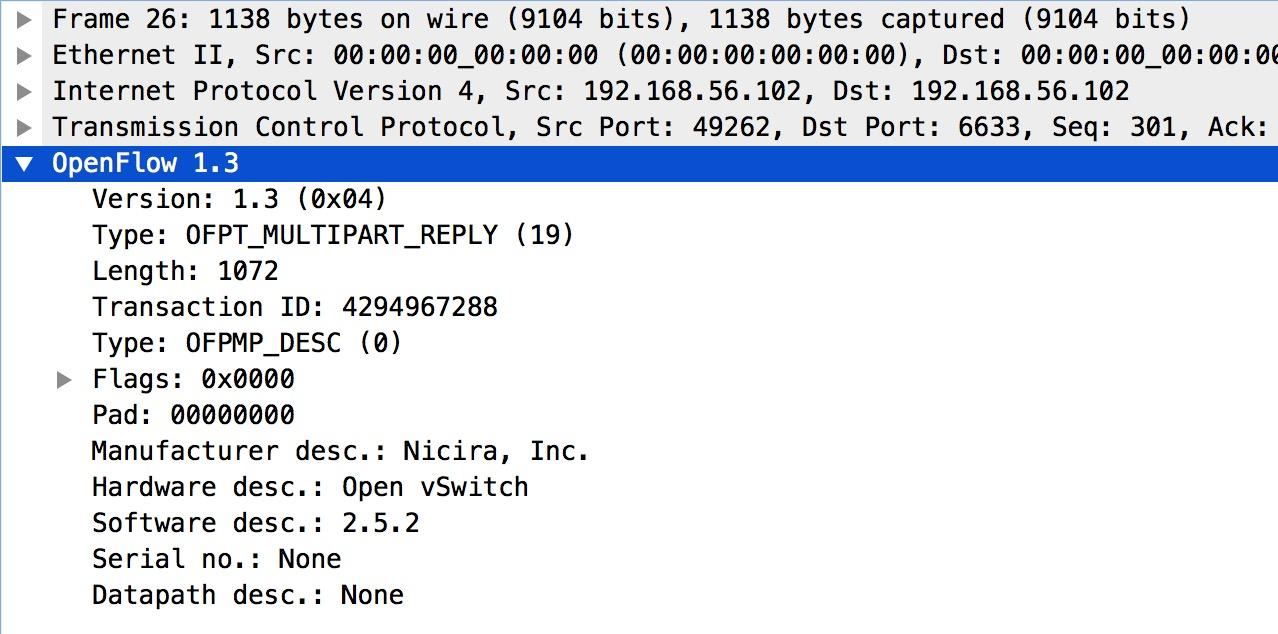 Frame 26: 1138 bytes on wire (9104 bits), 1138 bytes captured (9104 bits)
Ethernet II, Src: 00:00:00_00:00:00 (00:00:00:00:00:00), Dst: 00:00:00_00:00:00
Internet Protocol Version 4, Src: 192.168.56.102, Dst: 192.168.56.102
Transmission Control Protocol, Src Port: 49262, Dst Port: 6633, Seq: 301, Ack:
OpenFlow 1.3
Version: 1.3 (0x04)
Type: OFPT_MULTIPART_REPLY (19)
Length: 1072
Transaction ID: 4294967288
Type: OFPMP_DESC (0)
Flags: 0x0000
Pad: 00000000
Manufacturer desc.: Nicira, Inc.
Hardware desc.: Open vSwitch
Software desc.: 2.5.2
Serial no.: None
Datapath desc.: None